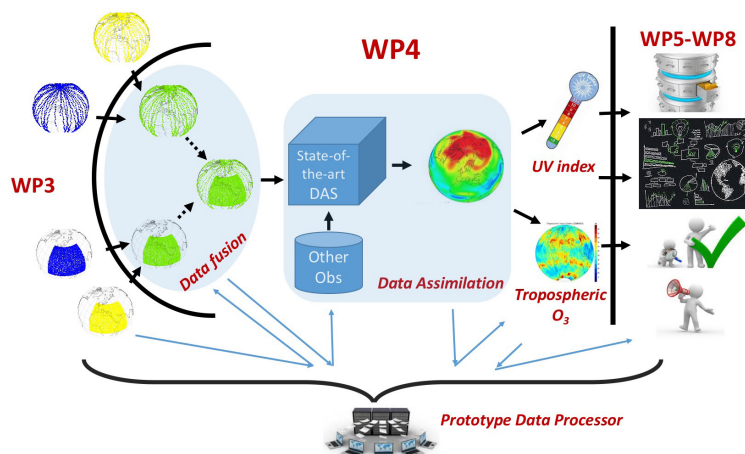 WP4
WP5-WP8
WP3
State-of-
the-art
DAS
UV index
Other
Obs
Data fusion
Data Assimilation
Tropospheric
O3
Prototype Data Processor